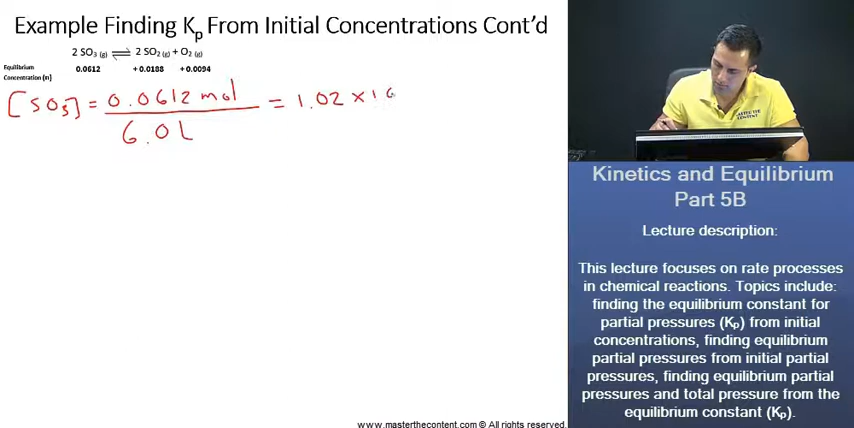 Example Finding Kp From Initial Concentrations Cont'd
2 SO3 (g) ⇌ 2 SO2 (g) + O2 (g)
Equilibrium
Concentration (n) 0.0612 + 0.0188 + 0.0094
[SO3] = 0.0612 mol = 1.02 × 10
6.0 L
MASTER THE
CONTENT
Kinetics and Equilibrium
Part 5B
Lecture description:
This lecture focuses on rate processes
in chemical reactions. Topics include:
finding the equilibrium constant for
partial pressures (Kp) from initial
concentrations, finding equilibrium
partial pressures from initial partial
pressures, finding equilibrium partial
pressures and total pressure from the
equilibrium constant (Kp).
www.masterthecontent.com © All rights reserved.